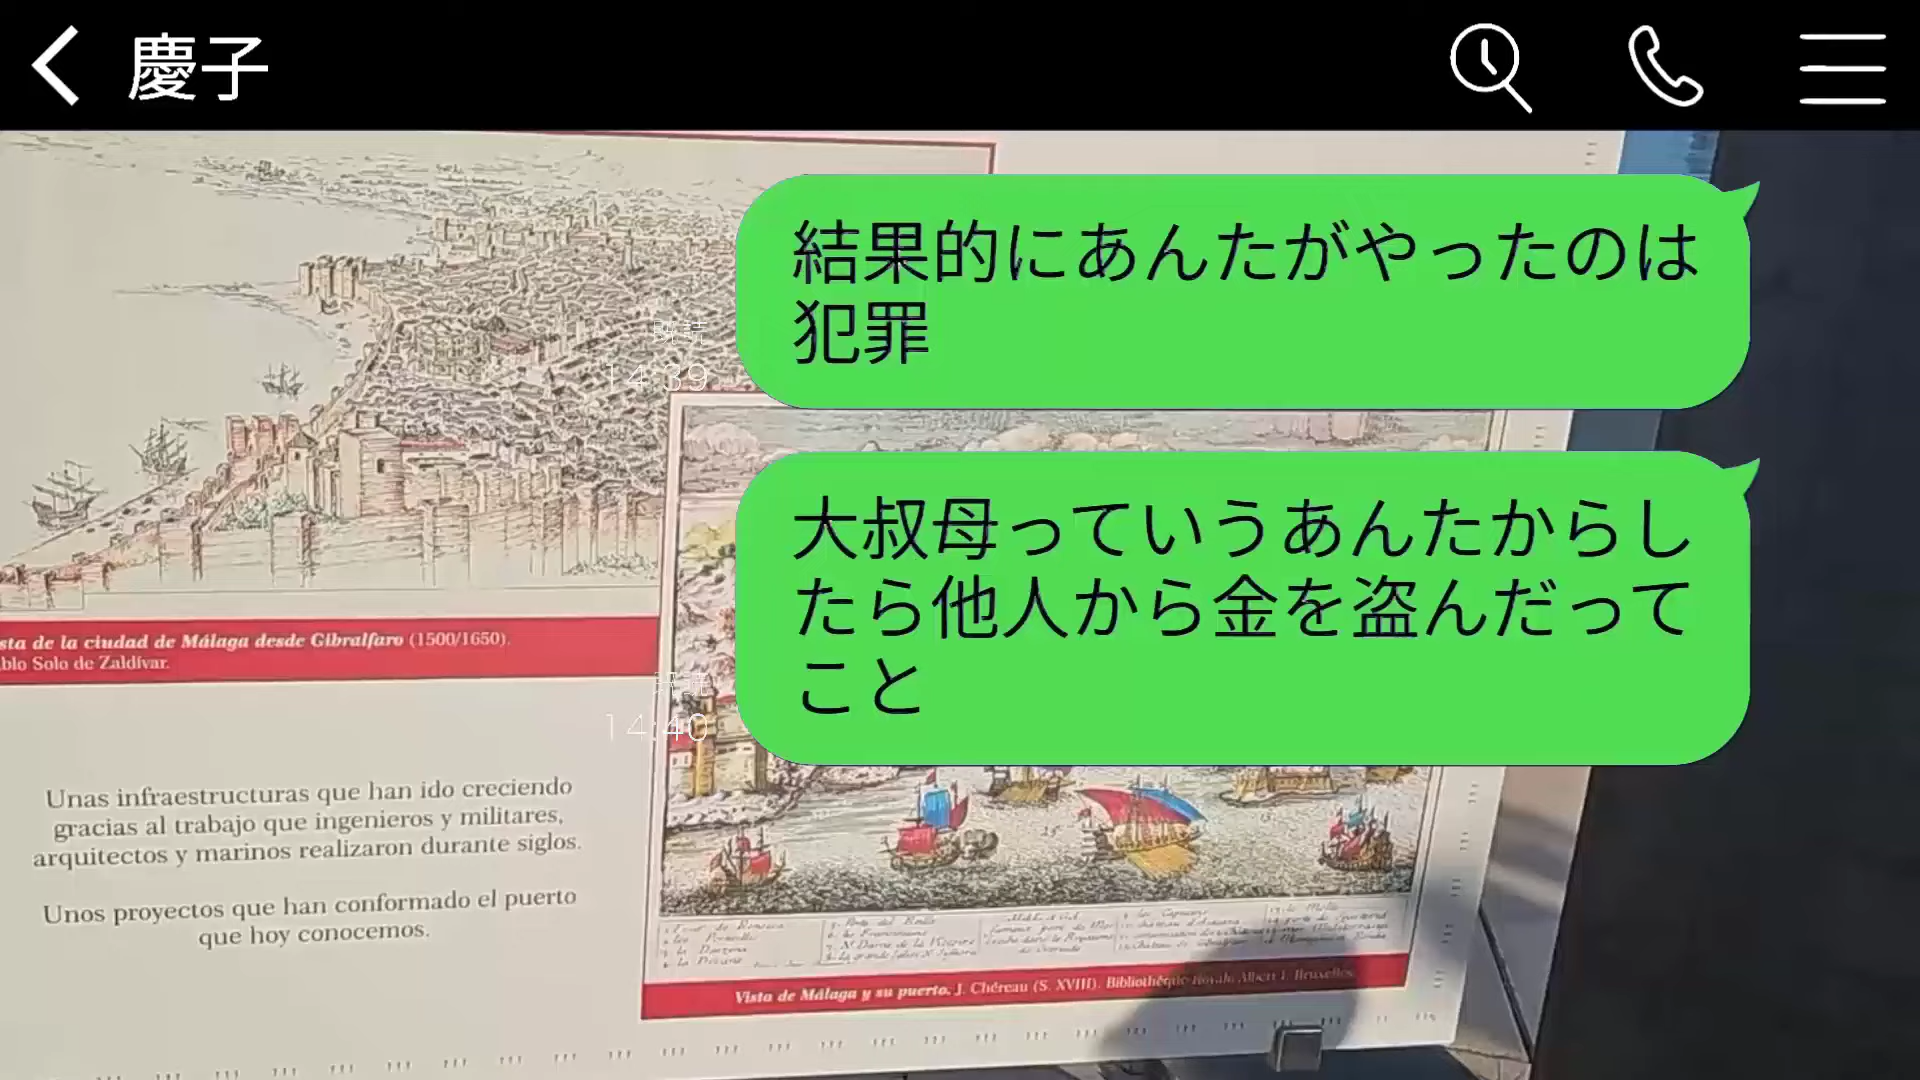 慶子
結果的にあんたがやったのは
犯罪
既読
14:39
大叔母っていうあんたからし
たら他人から金を盗んだって
こと
既読
14:40
sta de la ciudad de Málaga desde Gibralfaro (1500/1650).
blo Solo de Zaldívar.
Unas infraestructuras que han ido creciendo
gracias al trabajo que ingenieros y militares,
arquitectos y marinos realizaron durante siglos.
Unos proyectos que han conformado el puerto
que hoy conocemos.
Vista de Málaga y su puerto. J. Chéreau (S. XVIII). Bibliothéque Royale Albert I. Bruxelles.